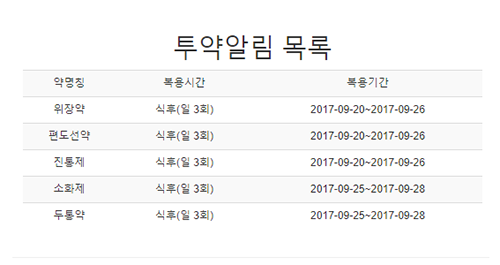 투약알림 목록
약명칭 복용시간 복용기간
위장약 식후(일 3회) 2017-09-20~2017-09-26
편도선약 식후(일 3회) 2017-09-20~2017-09-26
진통제 식후(일 3회) 2017-09-20~2017-09-26
소화제 식후(일 3회) 2017-09-25~2017-09-28
두통약 식후(일 3회) 2017-09-25~2017-09-28